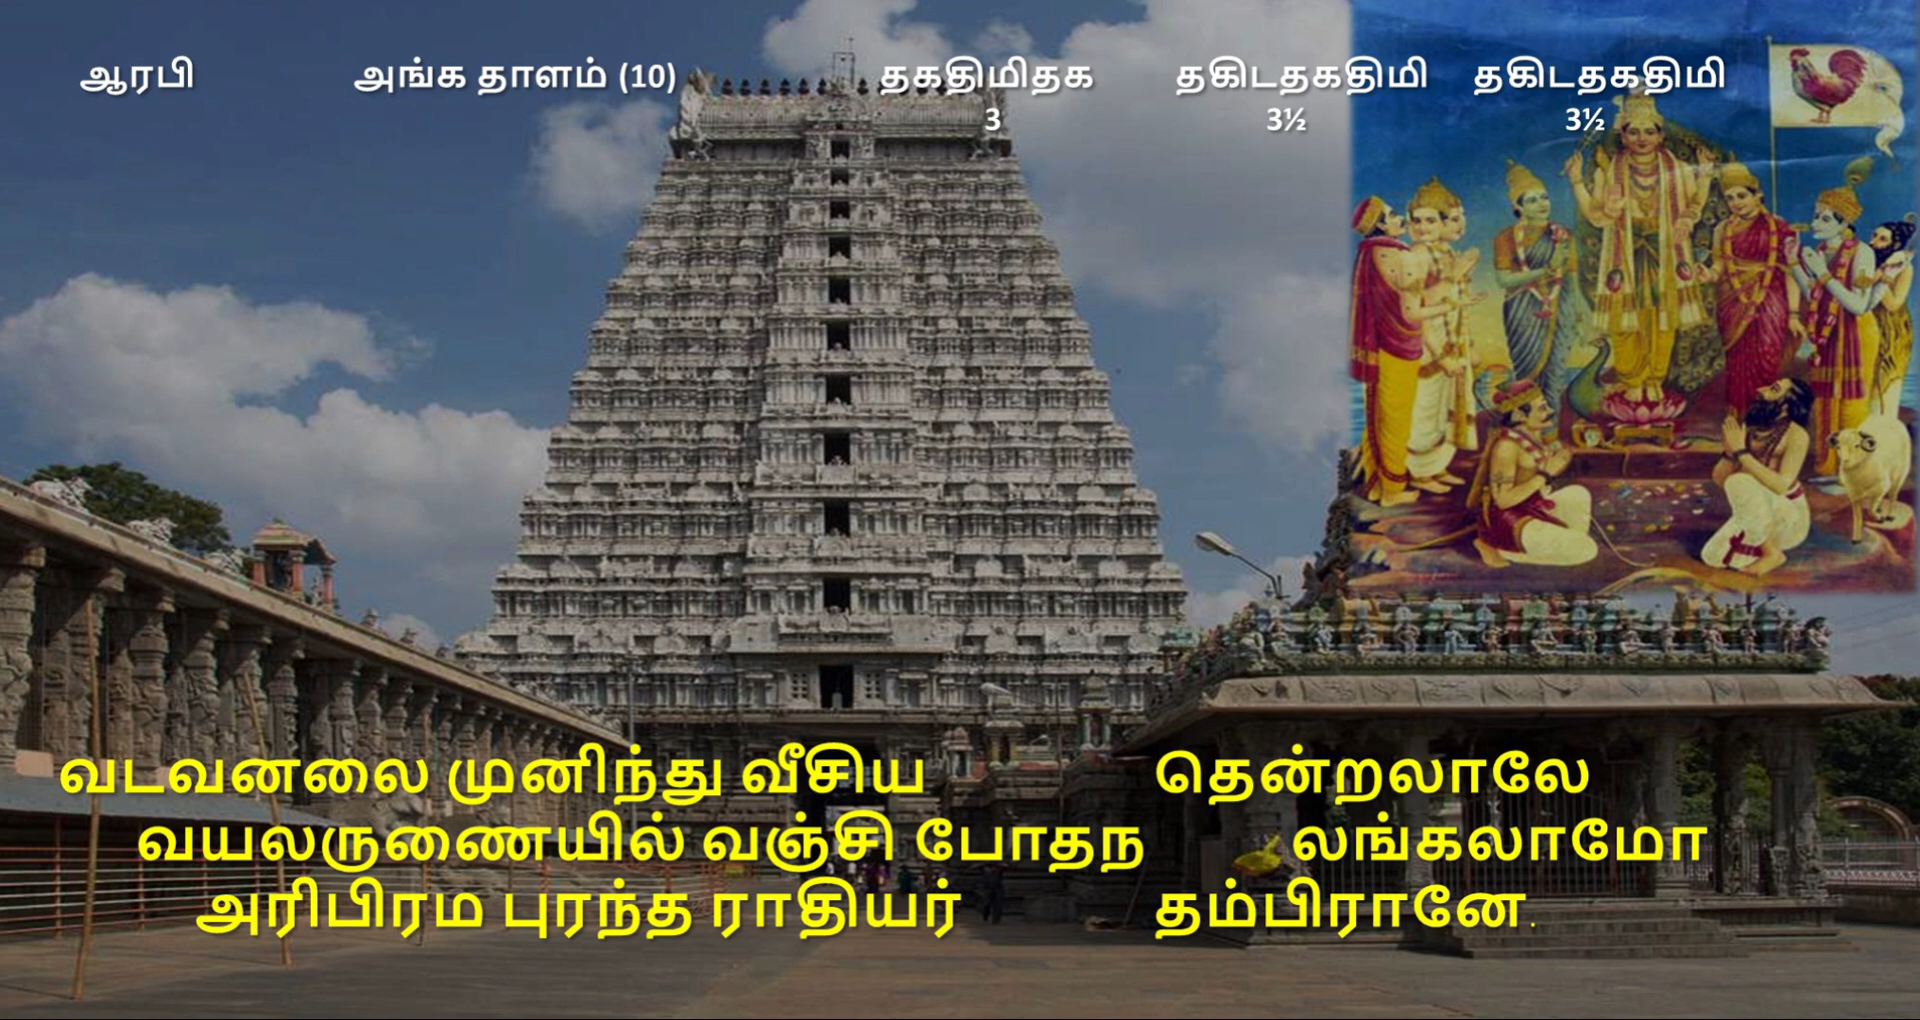 ஆரபி அங்க தாளம் (10) தகதிமிதக தகிடதகதிமி தகிடதகதிமி
3 3½ 3½
வடவனலை முனிந்து வீசிய தென்றலாலே
வயலருணையில் வஞ்சி போதந லங்கலாமோ
அரிபிரம புரந்த ராதியர் தம்பிரானே.